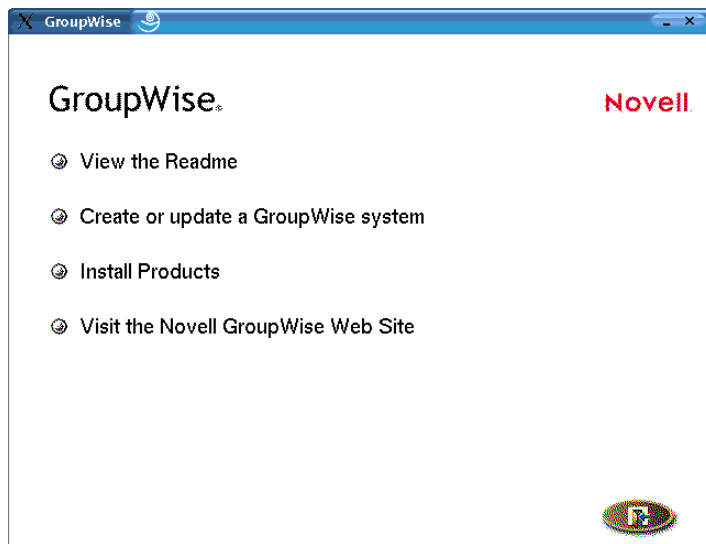 GroupWise
GroupWise®
Novell.
View the Readme
Create or update a GroupWise system
Install Products
Visit the Novell GroupWise Web Site